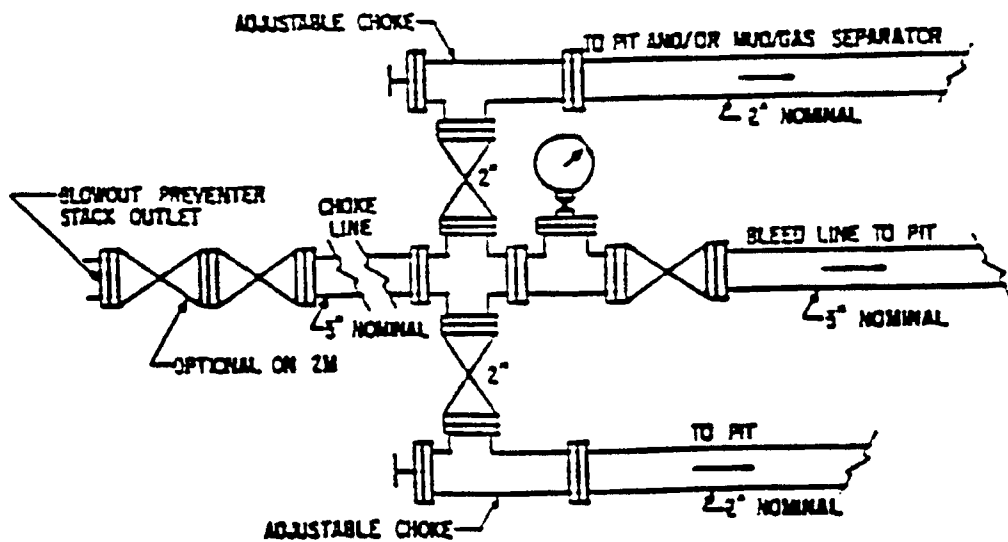 ADJUSTABLE CHOKE
TO PIT AND/OR MUD/GAS SEPARATOR
2" NOMINAL
2"
BLOWOUT PREVENTER
STACK OUTLET
CHOKE
LINE
BLEED LINE TO PIT
3" NOMINAL
3" NOMINAL
OPTIONAL ON 2M
2"
TO PIT
2" NOMINAL
ADJUSTABLE CHOKE